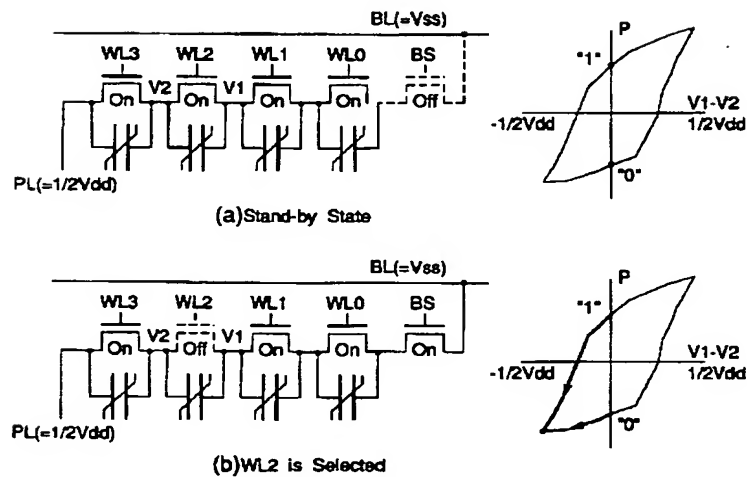 BL(=Vss)
WL3 WL2 WL1 WL0 BS
V2 V1
On On On On Off
PL(=1/2Vdd)
P
"1"
V1-V2
-1/2Vdd 1/2Vdd
"0"
(a)Stand-by State
BL(=Vss)
WL3 WL2 WL1 WL0 BS
V2 V1
On Off On On On
PL(=1/2Vdd)
P
"1"
V1-V2
-1/2Vdd 1/2Vdd
"0"
(b)WL2 is Selected